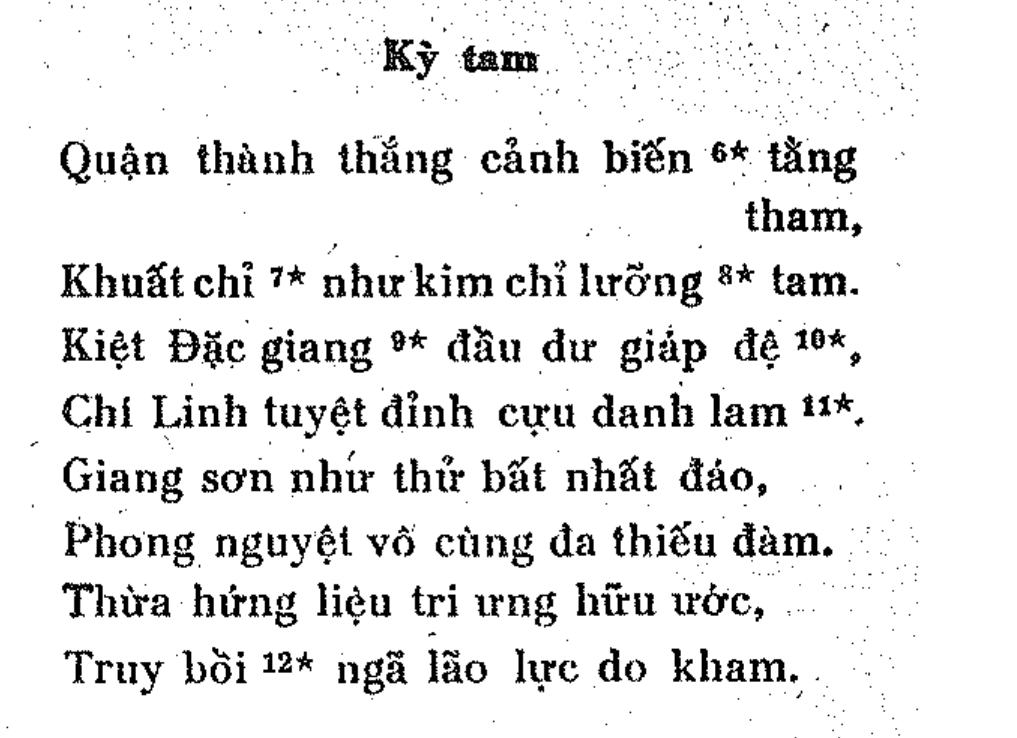 Kỳ tam
Quận thành thắng cảnh biến 6* tằng
tham,
Khuất chỉ 7* như kim chỉ lưỡng 8* tam.
Kiệt Đặc giang 9* đầu dư giáp đệ 10*,
Chí Linh tuyệt đỉnh cựu danh lam 11*.
Giang sơn như thử bất nhất đáo,
Phong nguyệt vô cùng đa thiếu đàm.
Thừa hứng liệu tri ưng hữu ước,
Truy bồi 12* ngã lão lực do kham.